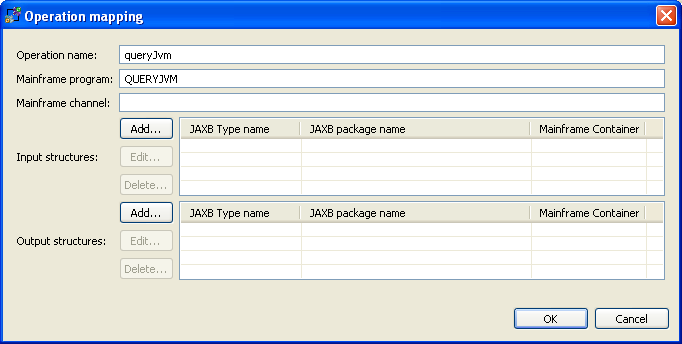 Operation mapping
Operation name: queryJvm
Mainframe program: QUERYJVM
Mainframe channel:
Add... JAXB Type name JAXB package name Mainframe Container
Input structures: Edit...
Delete...
Add... JAXB Type name JAXB package name Mainframe Container
Output structures: Edit...
Delete...
OK Cancel